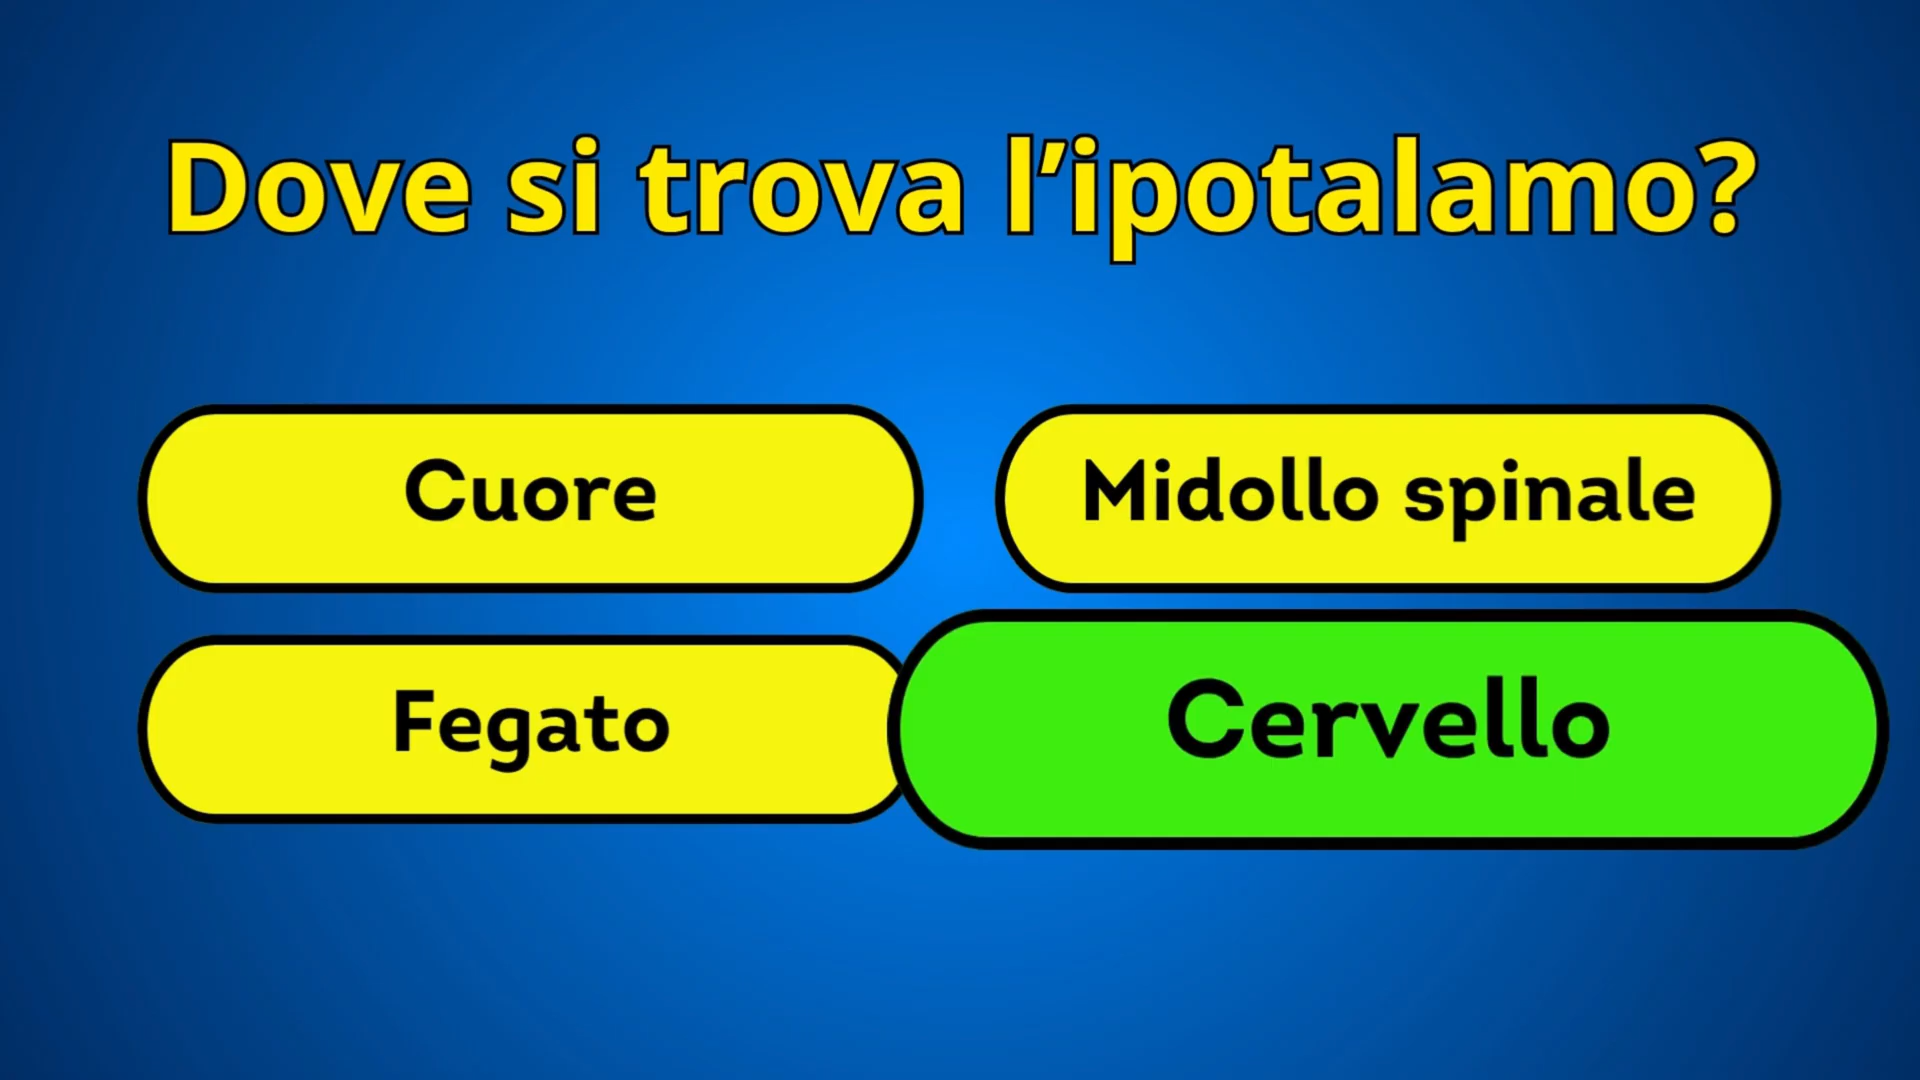 Dove si trova l’ipotalamo?
Cuore
Midollo spinale
Fegato
Cervello